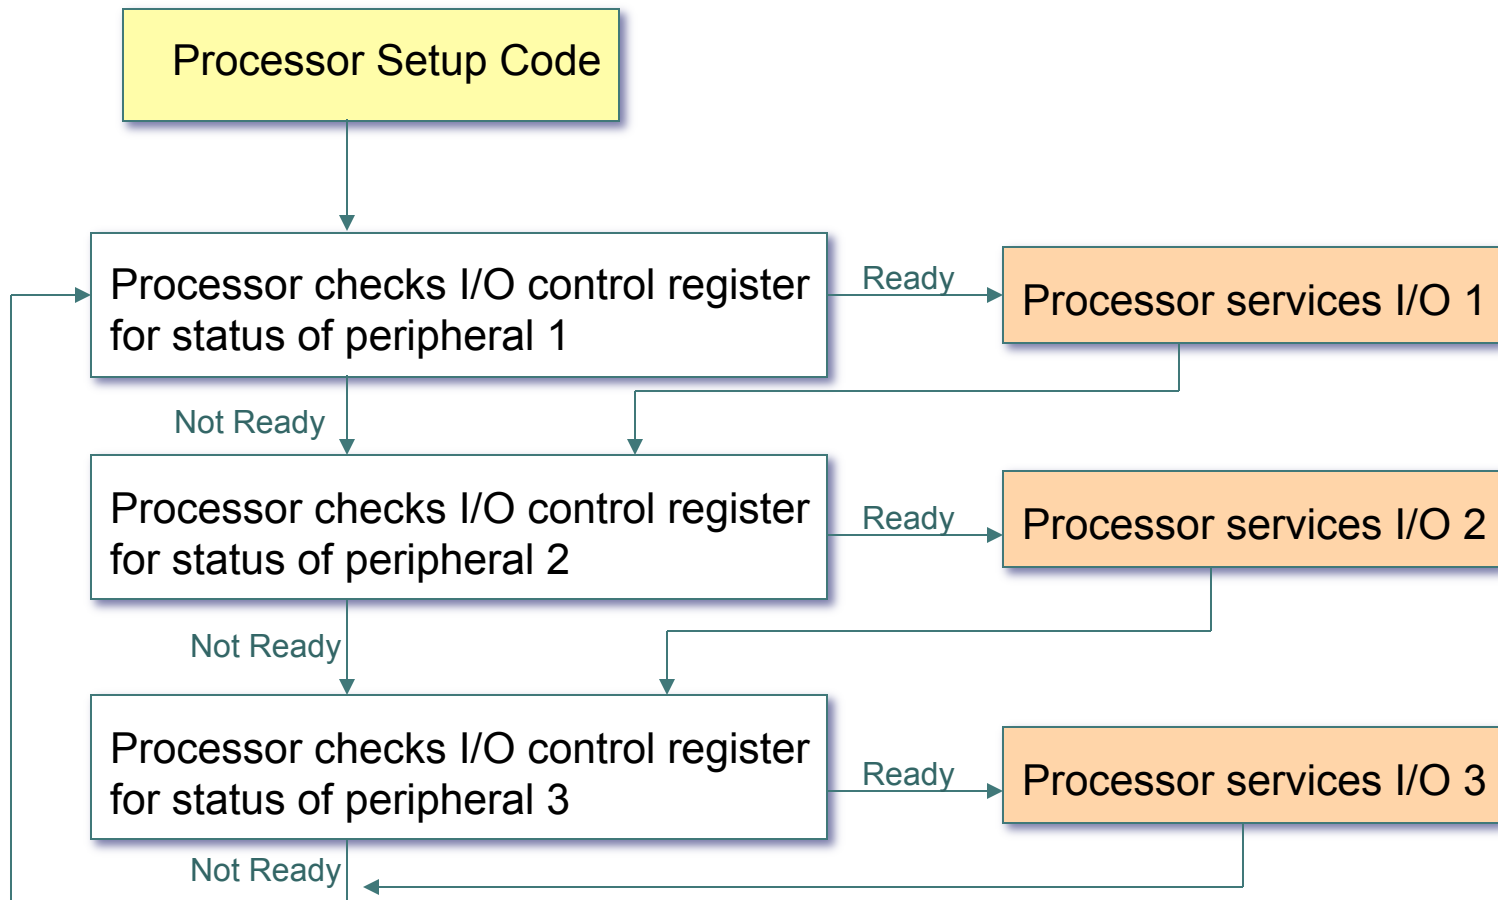 Processor Setup Code
Processor checks I/O control register
for status of peripheral 1
Ready
Processor services I/O 1
Not Ready
Processor checks I/O control register
for status of peripheral 2
Ready
Processor services I/O 2
Not Ready
Processor checks I/O control register
for status of peripheral 3
Ready
Processor services I/O 3
Not Ready